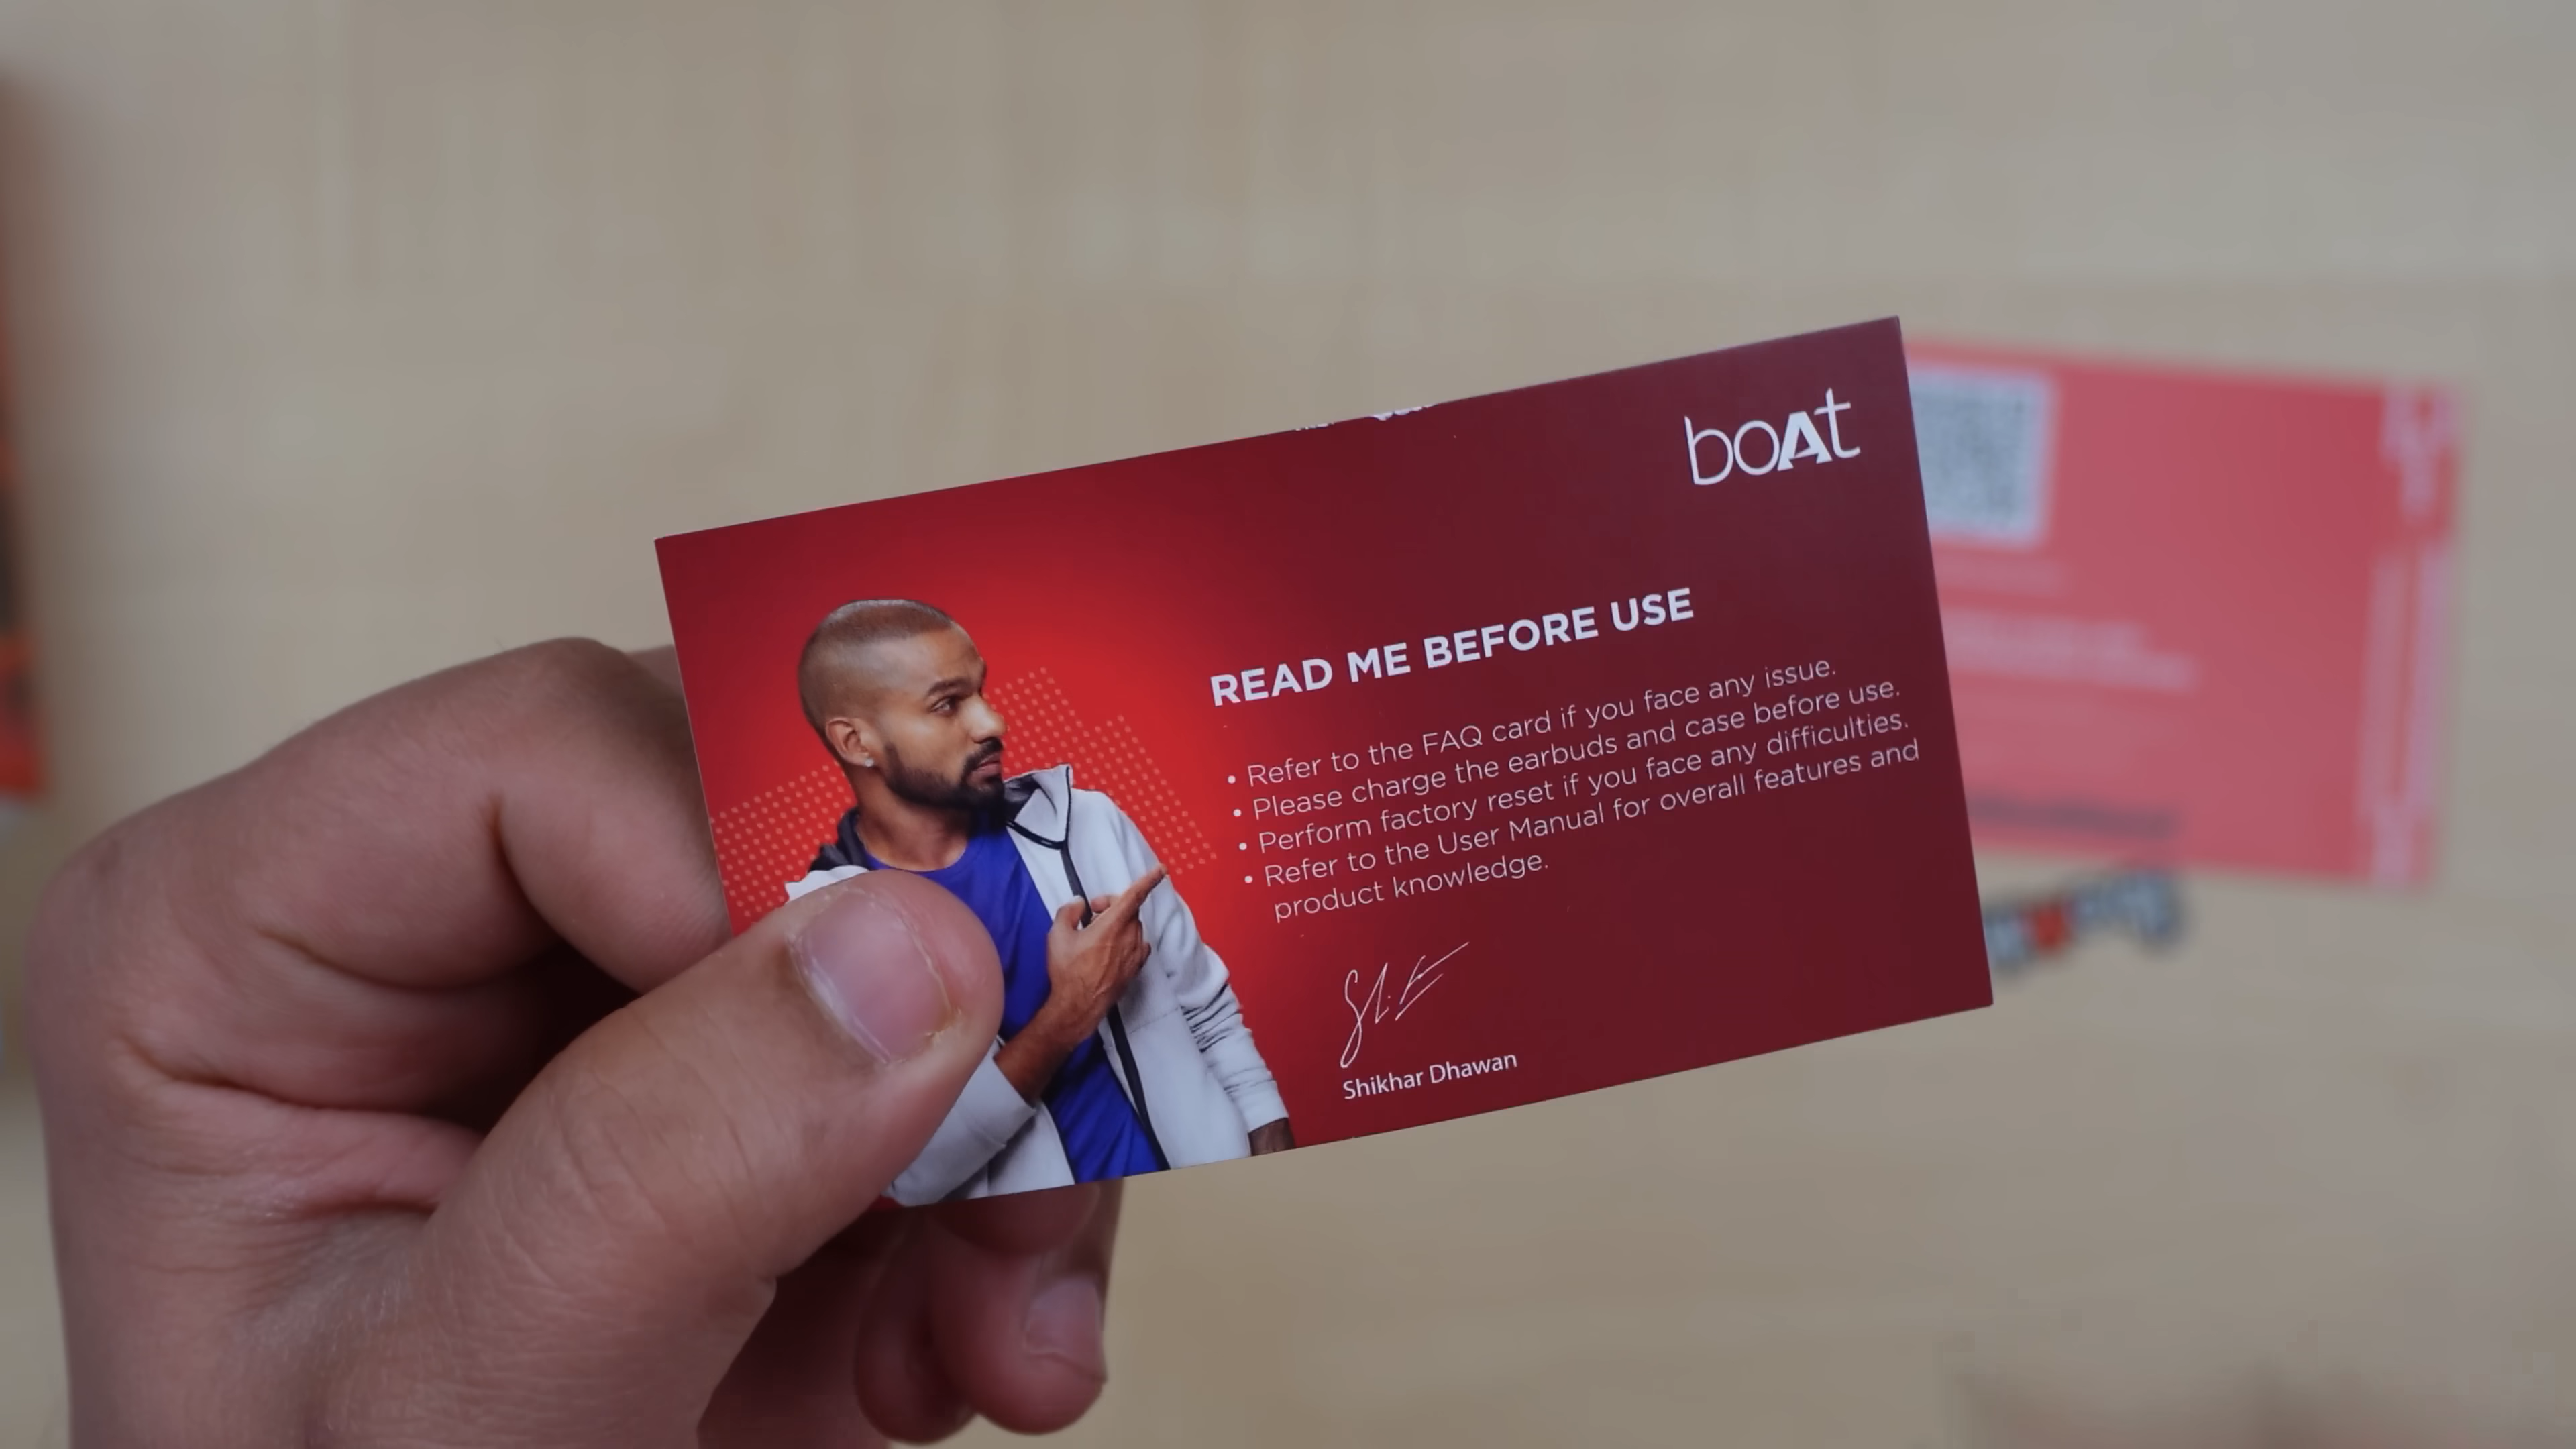 boAt
READ ME BEFORE USE
• Refer to the FAQ card if you face any issue.
• Please charge the earbuds and case before use.
• Perform factory reset if you face any difficulties.
• Refer to the User Manual for overall features and
product knowledge.
Shikhar Dhawan